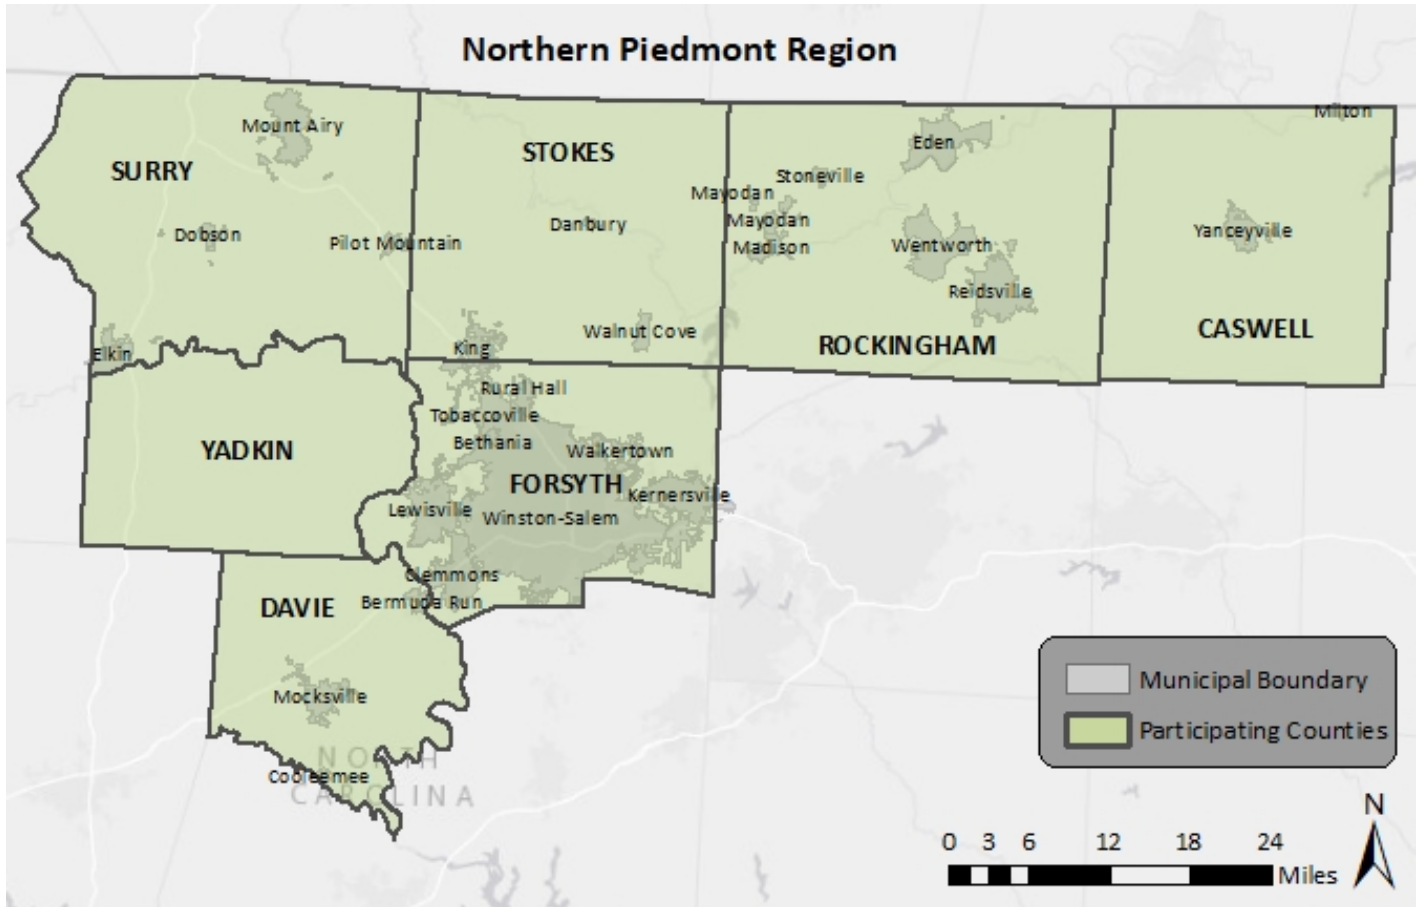 Northern Piedmont Region
Mount Airy
Milton
Eden
STOKES
SURRY
Stoneville
Mayodan
Danbury
Mayodan
Dobson
Pilot Mountain
Madison
Wentworth
Yanceyville
Reidsville
Walnut Cove
CASWELL
Elkin
King
ROCKINGHAM
Rural Hall
Tobaccoville
Bethania
YADKIN
Walkertown
FORSYTH
Kernersville
Lewisville
Winston-Salem
Clemmons
Bermuda Run
DAVIE
Mocksville
NORTH
CAROLINA
Cooleemee
Municipal Boundary
Participating Counties
N
0 3 6 12 18 24
Miles